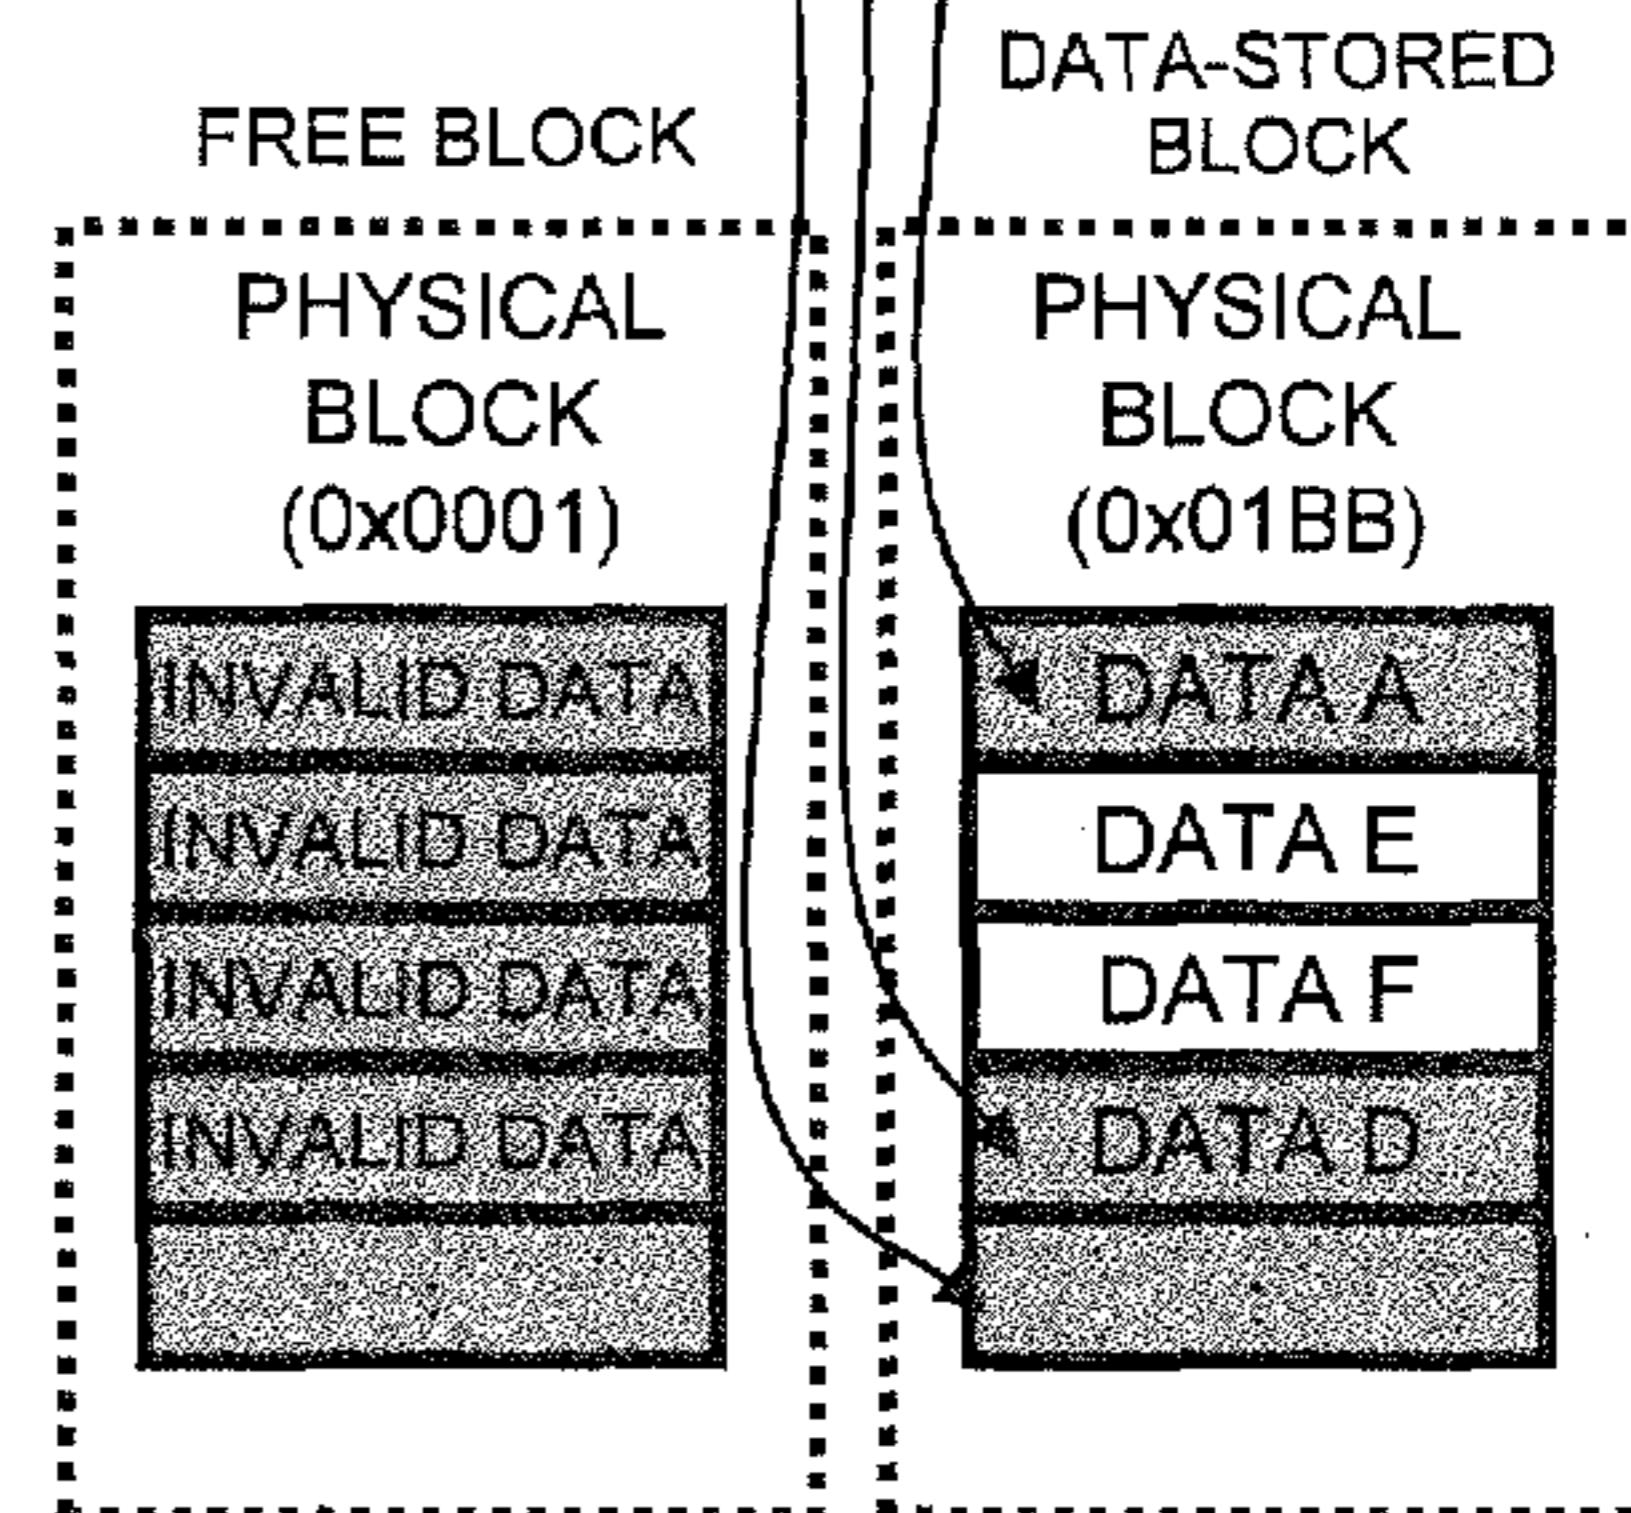 FREE BLOCK
PHYSICAL
BLOCK
(0x0001)
INVALID DATA
INVALID DATA
INVALID DATA
INVALID DATA
DATA-STORED
BLOCK
PHYSICAL
BLOCK
(0x01BB)
DATA A
DATA E
DATA F
DATA D